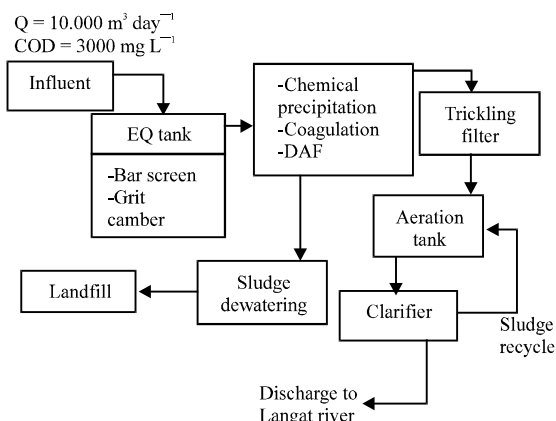 Q = 10.000 m³ day⁻¹
COD = 3000 mg L⁻¹
Influent
EQ tank
-Bar screen
-Grit
camber
-Chemical
precipitation
-Coagulation
-DAF
Trickling
filter
Aeration
tank
Clarifier
Sludge
recycle
Sludge
dewatering
Landfill
Discharge to
Langat river